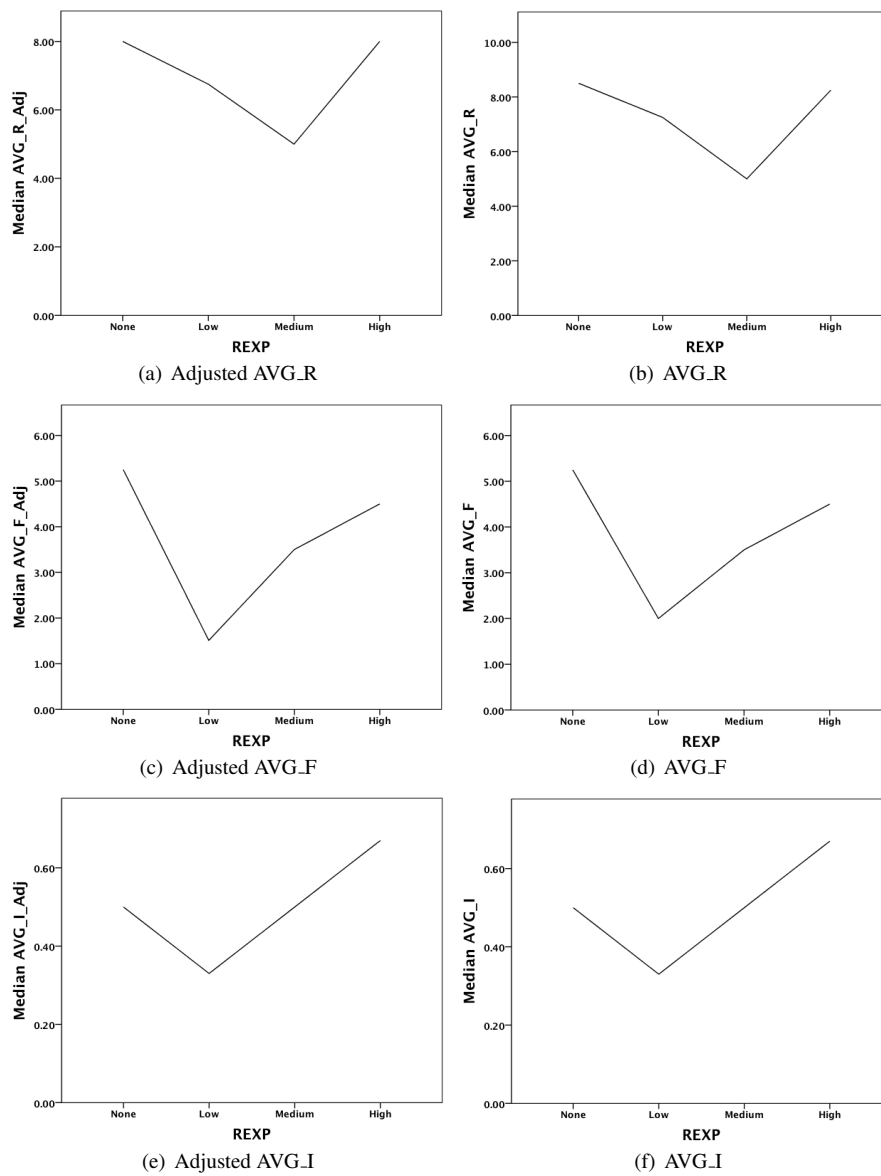 Median AVG_R_Adj
8.00
6.00
4.00
2.00
0.00
None Low Medium High
REXP
(a) Adjusted AVG_R
Median AVG_R
10.00
8.00
6.00
4.00
2.00
0.00
None Low Medium High
REXP
(b) AVG_R
Median AVG_F_Adj
6.00
5.00
4.00
3.00
2.00
1.00
0.00
None Low Medium High
REXP
(c) Adjusted AVG_F
Median AVG_F
6.00
5.00
4.00
3.00
2.00
1.00
0.00
None Low Medium High
REXP
(d) AVG_F
Median AVG_I_Adj
0.60
0.40
0.20
0.00
None Low Medium High
REXP
(e) Adjusted AVG_I
Median AVG_I
0.60
0.40
0.20
0.00
None Low Medium High
REXP
(f) AVG_I